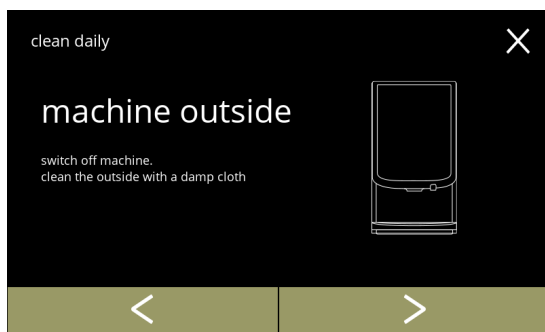 clean daily
machine outside
switch off machine.
clean the outside with a damp cloth